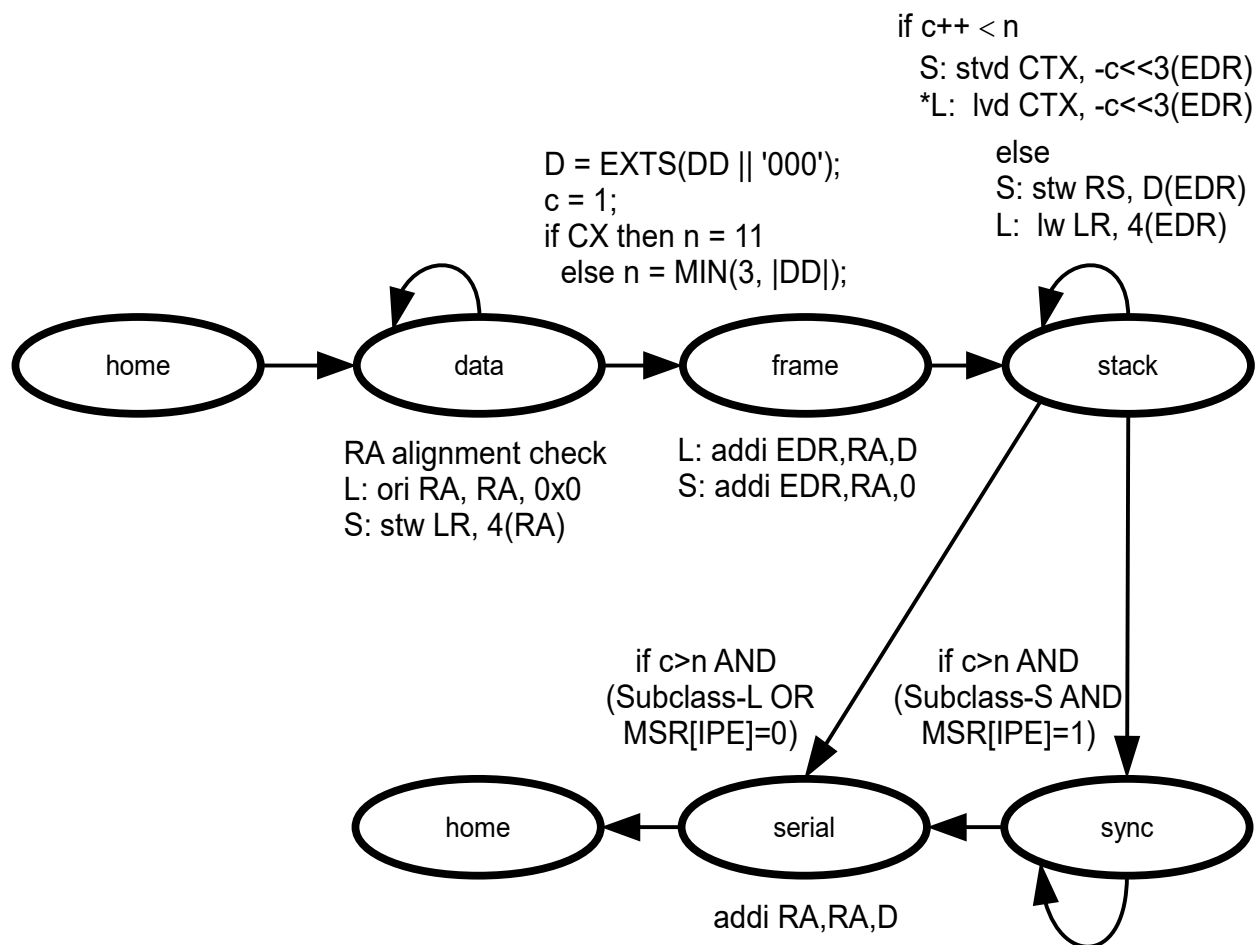 if c++ < n
S: stvd CTX, -c<<3(EDR)
*L: lvd CTX, -c<<3(EDR)
else
S: stw RS, D(EDR)
L: lw LR, 4(EDR)
D = EXTS(DD || '000');
c = 1;
if CX then n = 11
else n = MIN(3, |DD|);
home
data
frame
stack
RA alignment check
L: ori RA, RA, 0x0
S: stw LR, 4(RA)
L: addi EDR,RA,D
S: addi EDR,RA,0
if c>n AND
(Subclass-L OR
MSR[IPE]=0)
if c>n AND
(Subclass-S AND
MSR[IPE]=1)
home
serial
sync
addi RA,RA,D